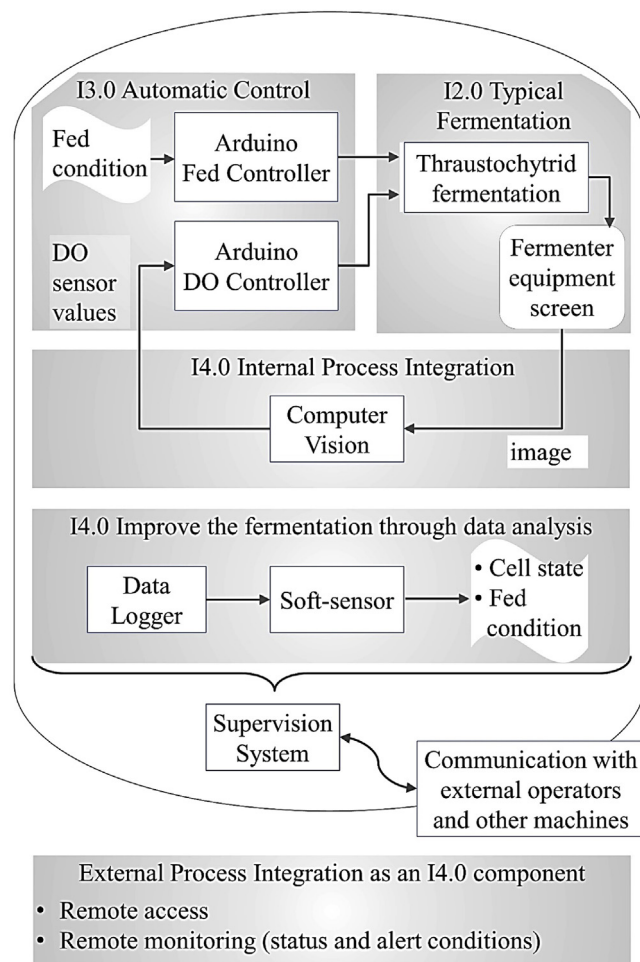 I3.0 Automatic Control
Fed
condition
Arduino
Fed Controller
DO
sensor
values
Arduino
DO Controller
I2.0 Typical
Fermentation
Thraustochytrid
fermentation
Fermenter
equipment
screen
I4.0 Internal Process Integration
Computer
Vision
image
I4.0 Improve the fermentation through data analysis
Data
Logger
Soft-sensor
• Cell state
• Fed
condition
Supervision
System
Communication with
external operators
and other machines
External Process Integration as an I4.0 component
• Remote access
• Remote monitoring (status and alert conditions)